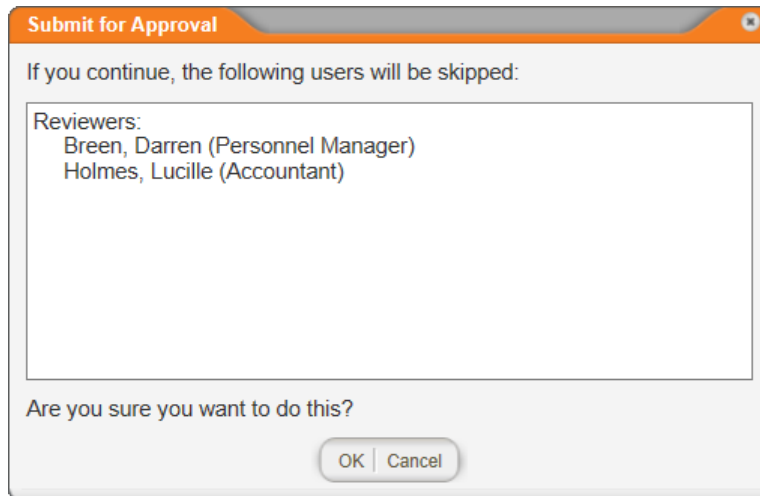 Submit for Approval
If you continue, the following users will be skipped:
Reviewers:
Breen, Darren (Personnel Manager)
Holmes, Lucille (Accountant)
Are you sure you want to do this?
OK | Cancel